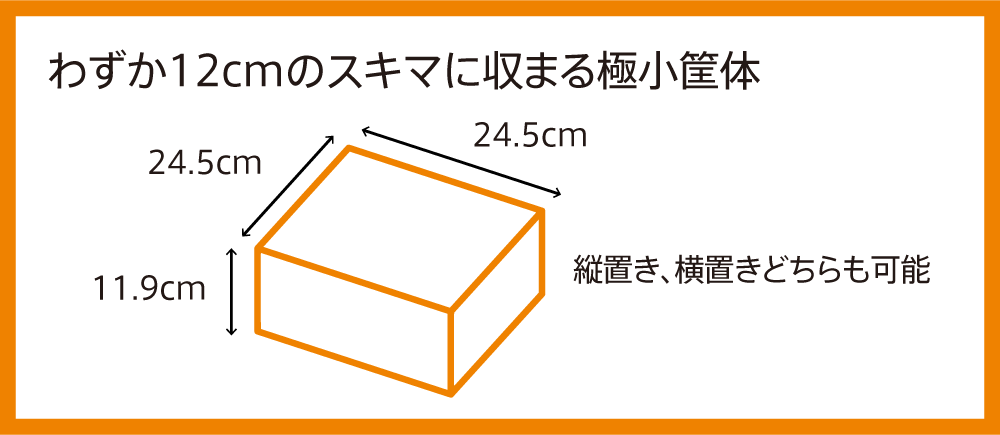 わずか12cmのスキマに収まる極小筐体
24.5cm
24.5cm
11.9cm
縦置き、横置きどちらも可能